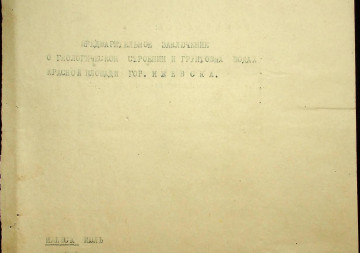 ПРЕДВАРИТЕЛЬНОЕ ЗАКЛЮЧЕНИЕ
О ГЕОЛОГИЧЕСКОМ СТРОЕНИИ И ГРУНТОВЫХ ВОДАХ
КРАСНОЙ ПЛОЩАДИ ГОР. ИЖЕВСКА.